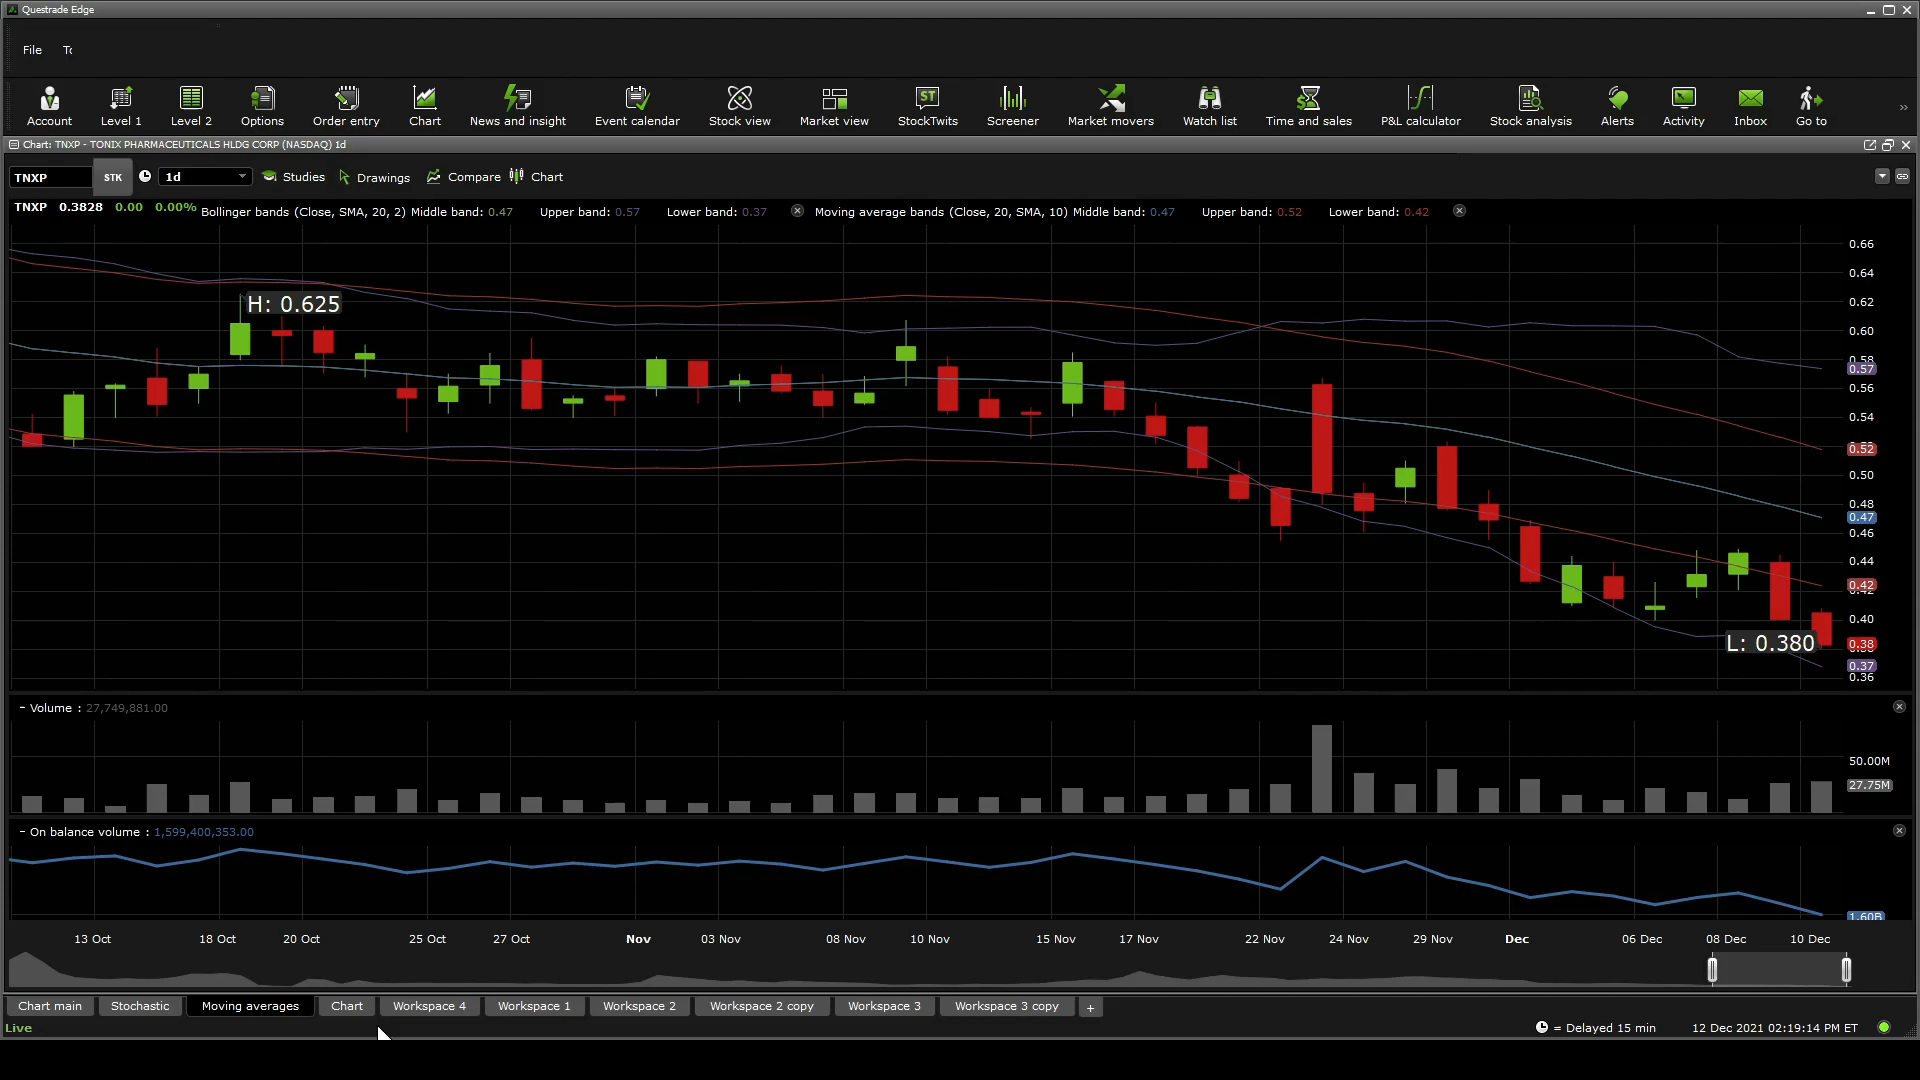 Questrade Edge
File To
Account Level 1 Level 2 Options Order entry Chart News and insight Event calendar Stock view Market view StockTwits Screener Market movers Watch list Time and sales P&L calculator Stock analysis Alerts Activity Inbox Go to
ST
Chart: TNXP - TONIX PHARMACEUTICALS HLDG CORP (NASDAQ) 1d
TNXP STK 1d Studies Drawings Compare Chart
TNXP 0.3828 0.00 0.00% Bollinger bands (Close, SMA, 20, 2) Middle band: 0.47 Upper band: 0.57 Lower band: 0.37 Moving average bands (Close, 20, SMA, 10) Middle band: 0.47 Upper band: 0.52 Lower band: 0.42
0.66
0.64
H: 0.625
0.62
0.60
0.58
0.57
0.56
0.54
0.52
0.50
0.48
0.47
0.46
0.44
0.42
0.42
0.40
L: 0.380
0.38
0.37
0.36
- Volume : 27,749,881.00
50.00M
27.75M
- On balance volume : 1,599,400,353.00
1.60B
13 Oct 18 Oct 20 Oct 25 Oct 27 Oct Nov 03 Nov 08 Nov 10 Nov 15 Nov 17 Nov 22 Nov 24 Nov 29 Nov Dec 06 Dec 08 Dec 10 Dec
Chart main Stochastic Moving averages Chart Workspace 4 Workspace 1 Workspace 2 Workspace 2 copy Workspace 3 Workspace 3 copy +
Live = Delayed 15 min 12 Dec 2021 02:19:14 PM ET